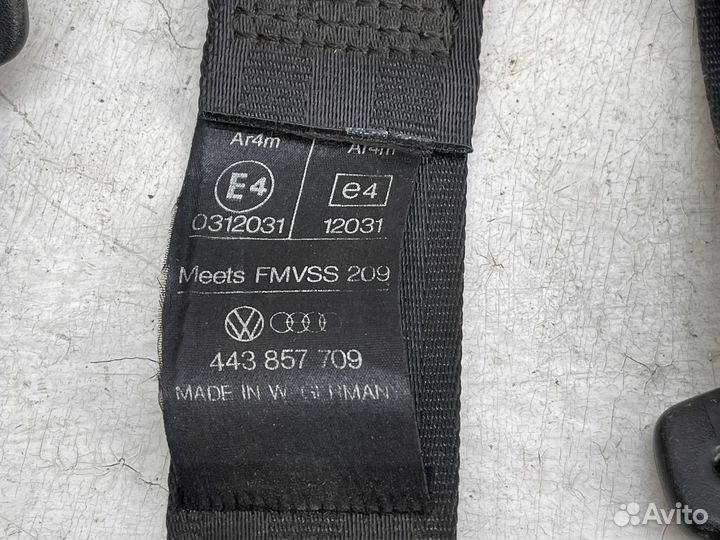 Ar4m Ar4m
E4 e4
0312031 12031
Meets FMVSS 209
443 857 709
MADE IN W. GERMANY
Avito